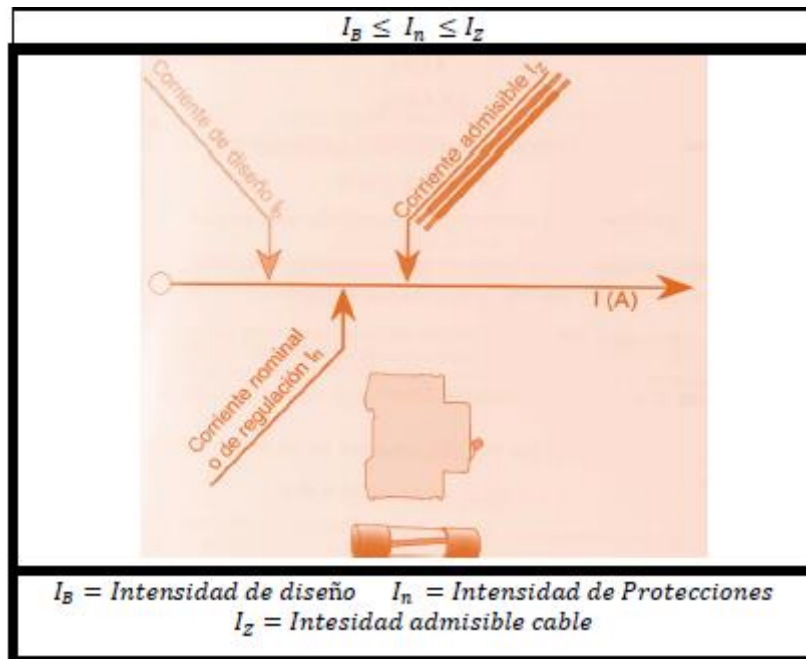 I_B ≤ I_n ≤ I_Z
Corriente de diseño I_b
Corriente admisible I_z
I (A)
Corriente nominal
o de regulación I_n
I_B = Intensidad de diseño I_n = Intensidad de Protecciones
I_Z = Intesidad admisible cable